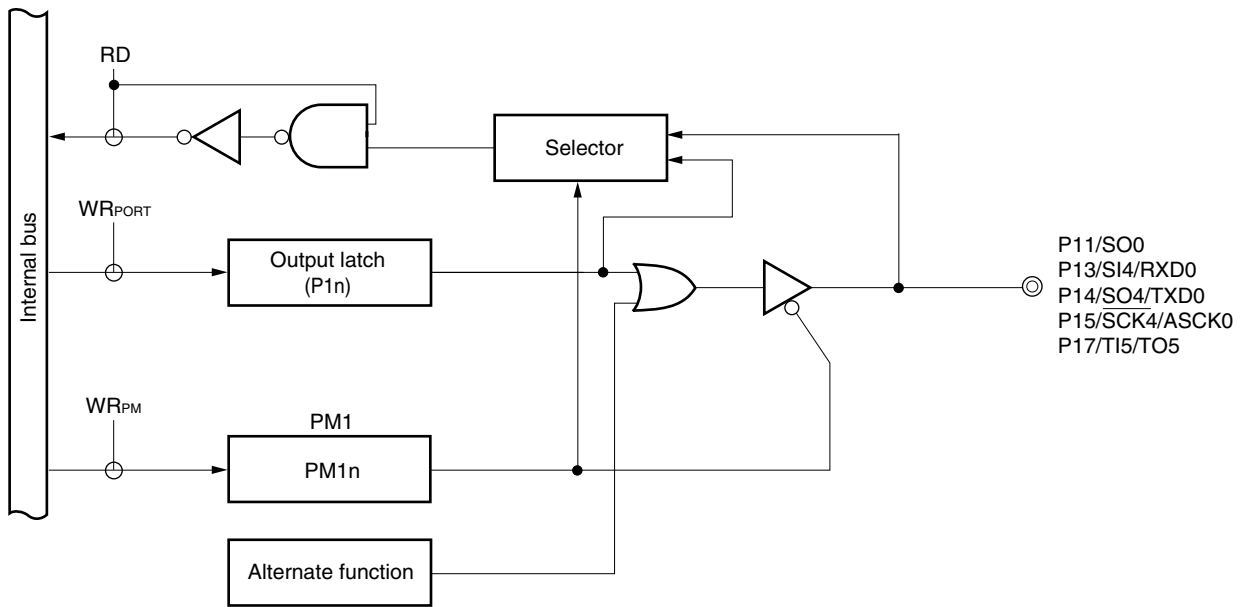 RD
Selector
Internal bus
WRPORT
Output latch
(P1n)
P11/SO0
P13/SI4/RXD0
P14/SO4/TXD0
P15/SCK4/ASCK0
P17/TI5/TO5
WRPM
PM1
PM1n
Alternate function